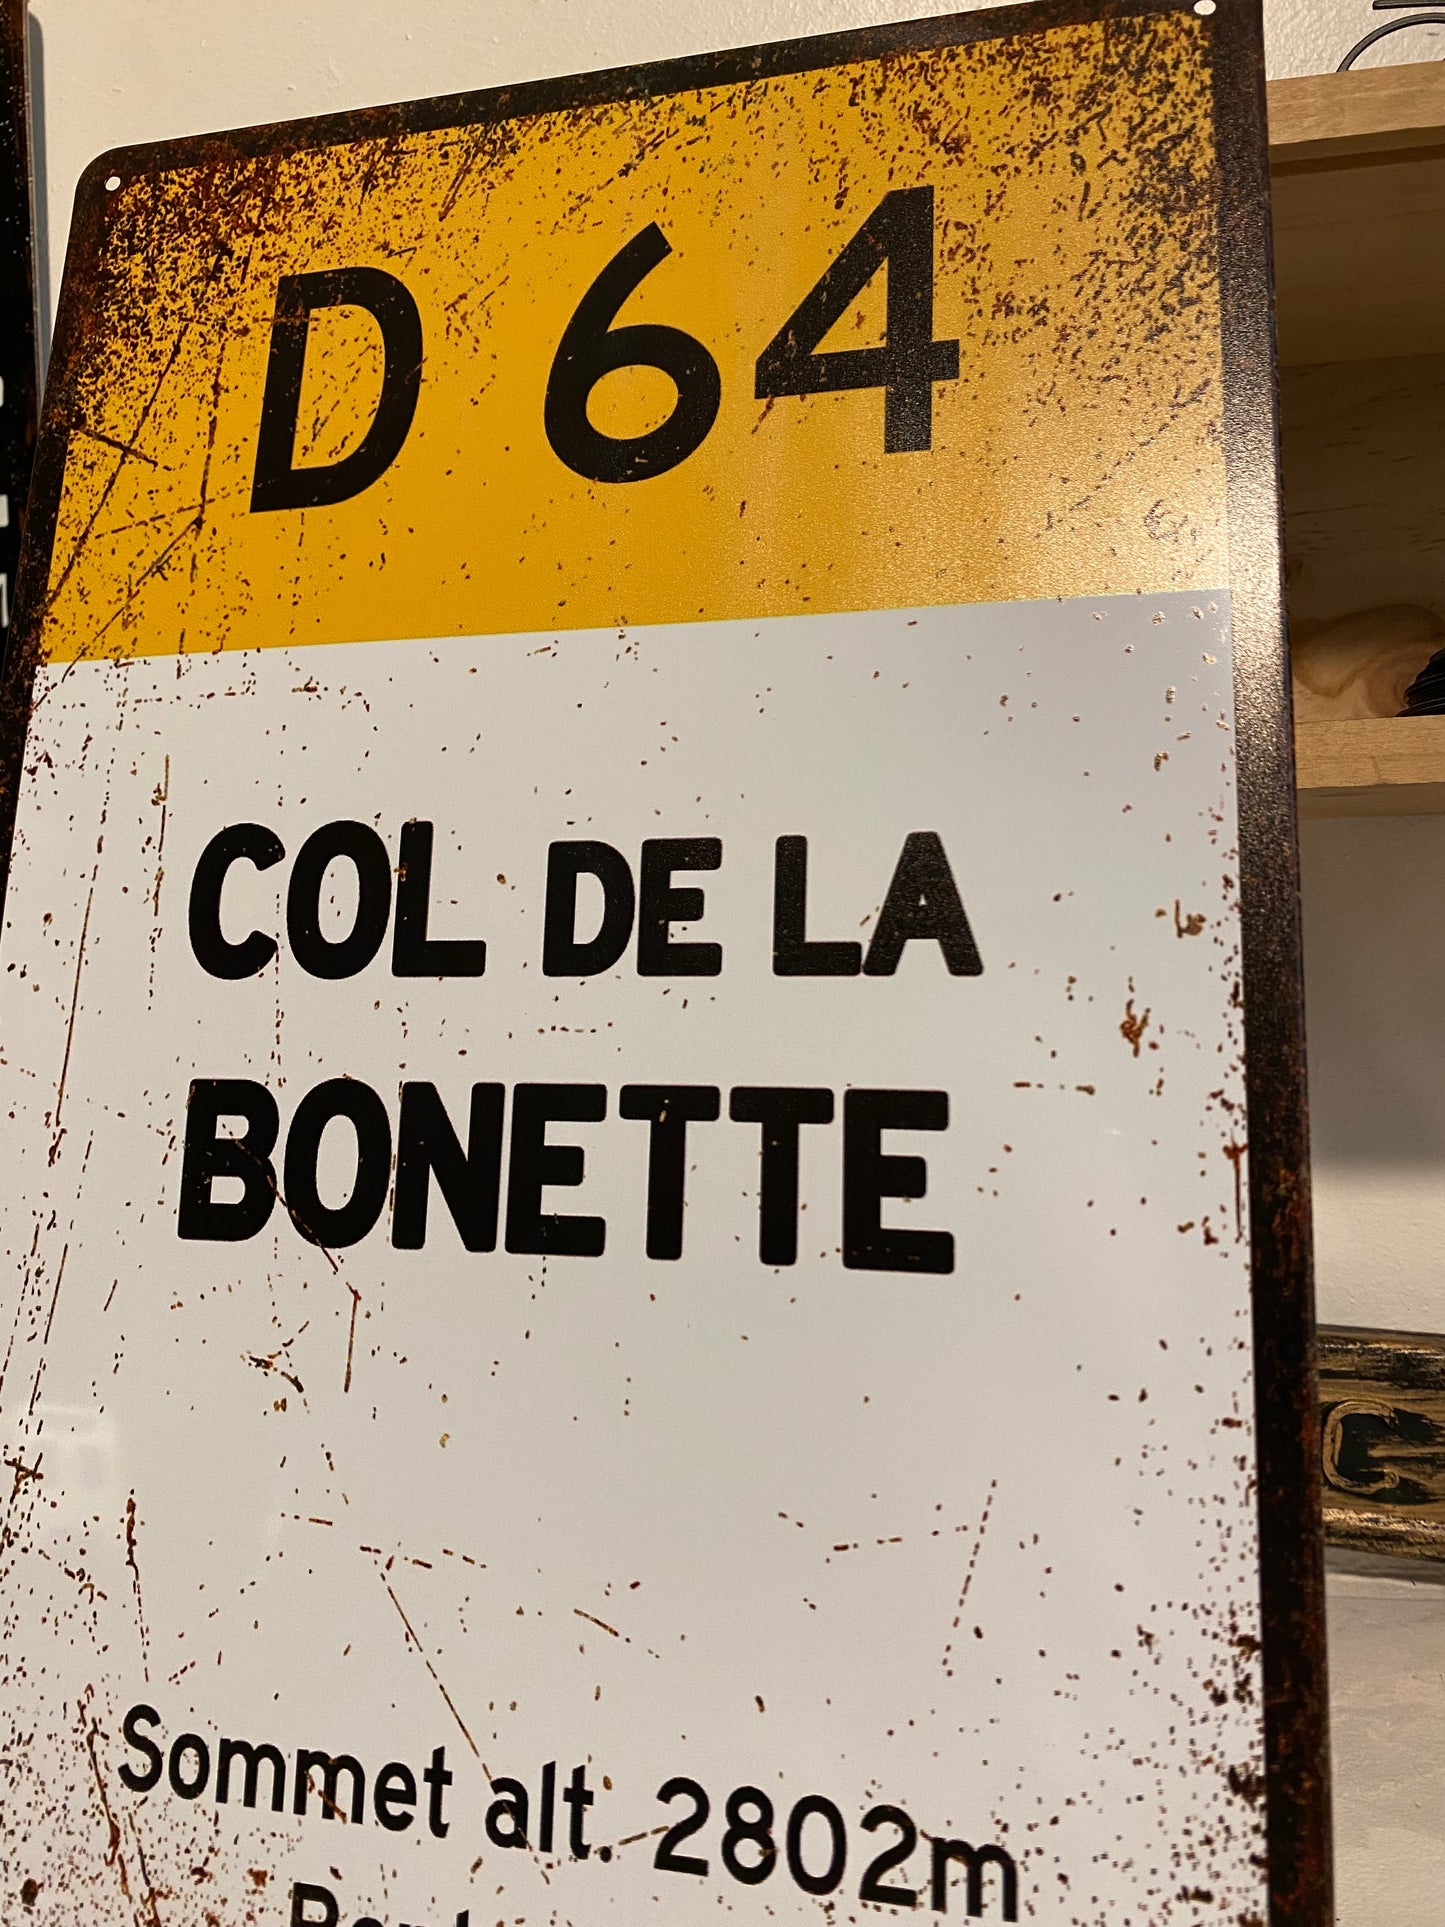 D 64
COL DE LA
BONETTE
Sommet alt. 2802m